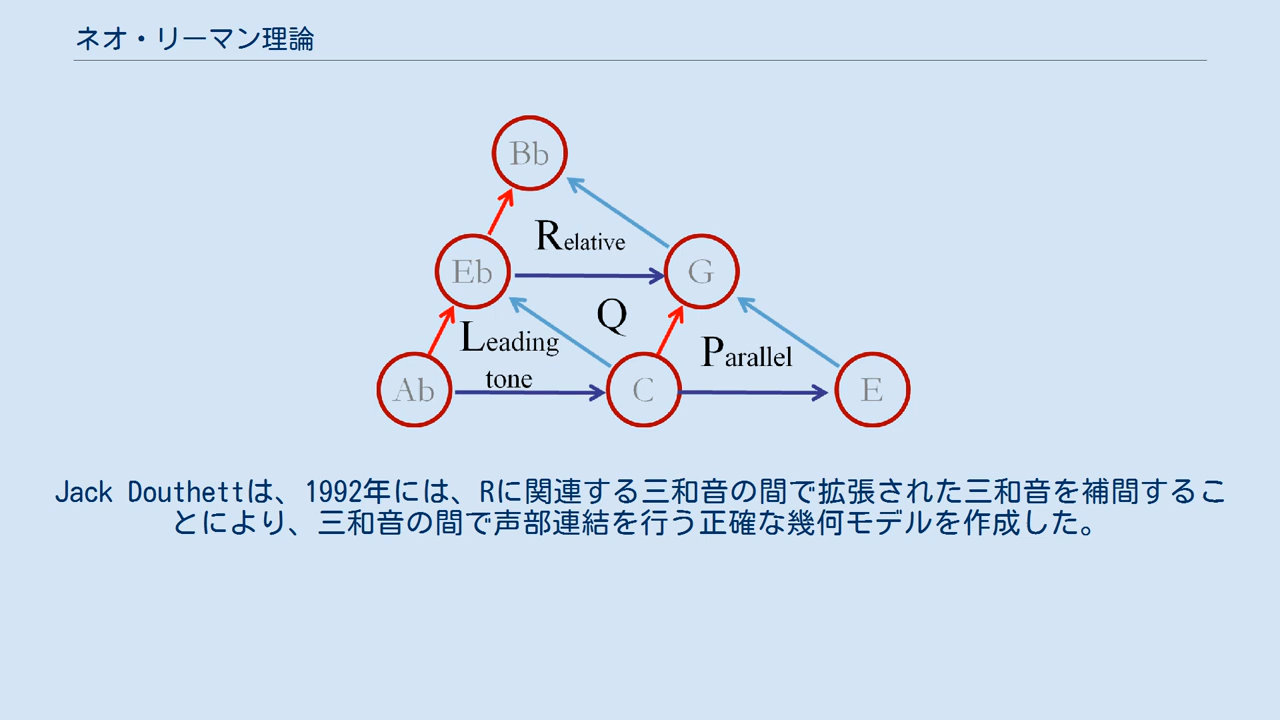 ネオ・リーマン理論
Bb
Relative
Eb
G
Q
Leading
tone
Parallel
Ab
C
E
Jack Douthettは、1992年には、Rに関連する三和音の間で拡張された三和音を補間するこ
とにより、三和音の間で声部連結を行う正確な幾何モデルを作成した。